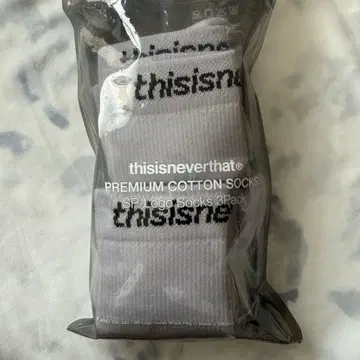 thisisne
thisisne
thisisneverthat®
PREMIUM COTTON SOCKS
SP-Logo Socks 3Pack
thisisne